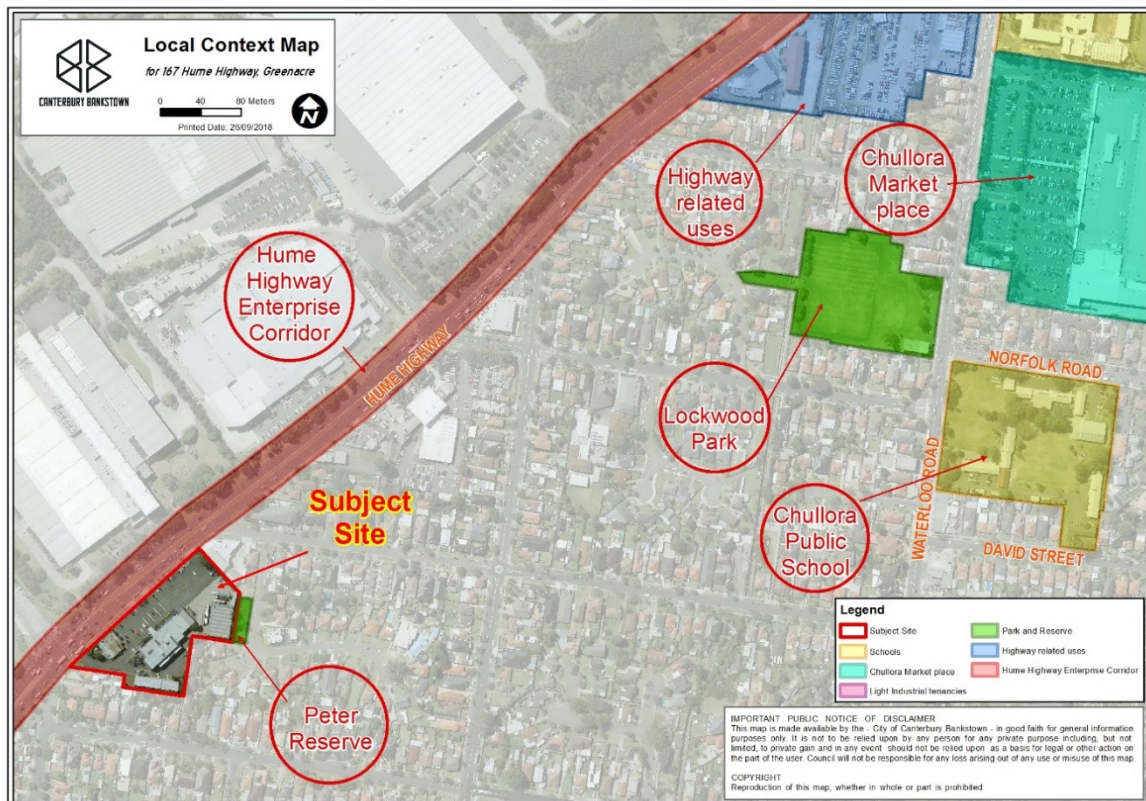 Local Context Map
for 167 Hume Highway, Greenacre
CANTERBURY BANKSTOWN
0 40 80 Meters
Printed Date: 26/09/2018
N
Highway
related
uses
Chullora
Market
place
Hume
Highway
Enterprise
Corridor
HUME HIGHWAY
Lockwood
Park
NORFOLK ROAD
WATERLOO ROAD
Chullora
Public
School
DAVID STREET
Subject
Site
Peter
Reserve
Legend
Subject Site
Schools
Chullora Market place
Light Industrial tenancies
Park and Reserve
Highway related uses
Hume Highway Enterprise Corridor
IMPORTANT PUBLIC NOTICE OF DISCLAIMER
This map is made available by the - City of Canterbury Bankstown - in good faith for general information
purposes only. It is not to be relied upon by any person for any private purpose including, but not
limited, to private gain and in any event should not be relied upon as a basis for legal or other action on
the part of the user. Council will not be responsible for any loss arising out of any use or misuse of this map.
COPYRIGHT
Reproduction of this map, whether in whole or part is prohibited